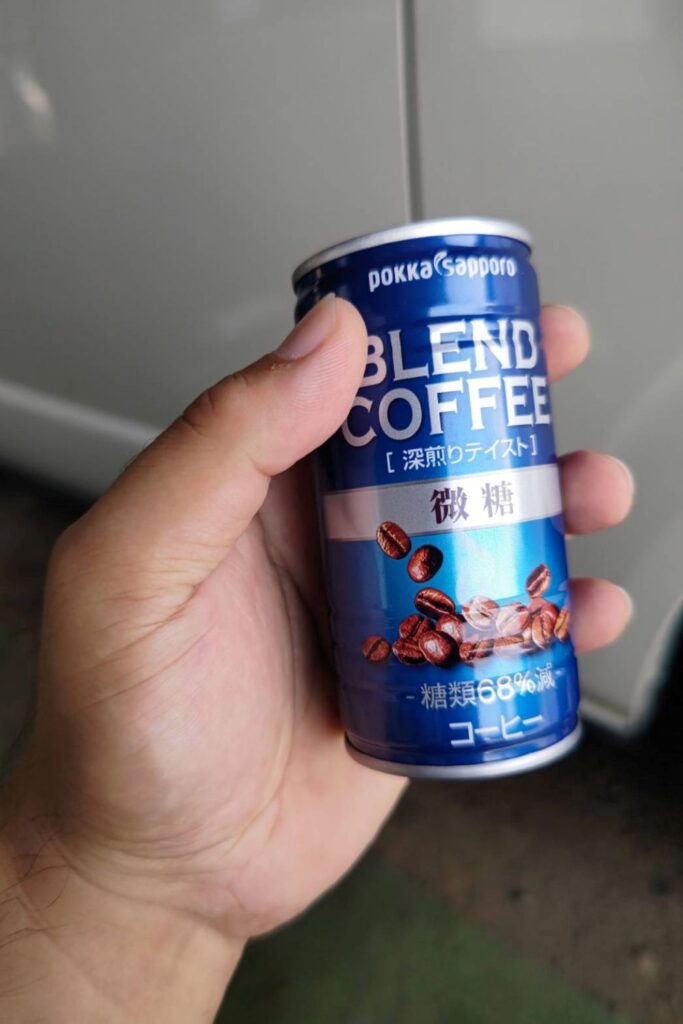 pokka sapporo
BLEND
COFFEE
[ 深煎りテイスト ]
微糖
- 糖類68%減 -
コーヒー